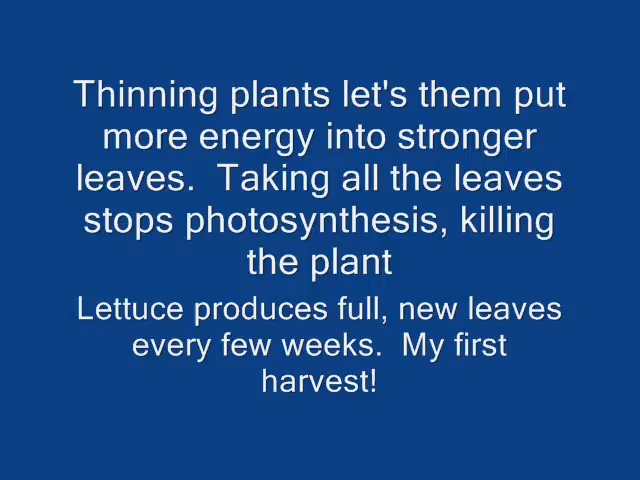 Thinning plants let's them put
more energy into stronger
leaves.  Taking all the leaves
stops photosynthesis, killing
the plant
Lettuce produces full, new leaves
every few weeks.  My first
harvest!